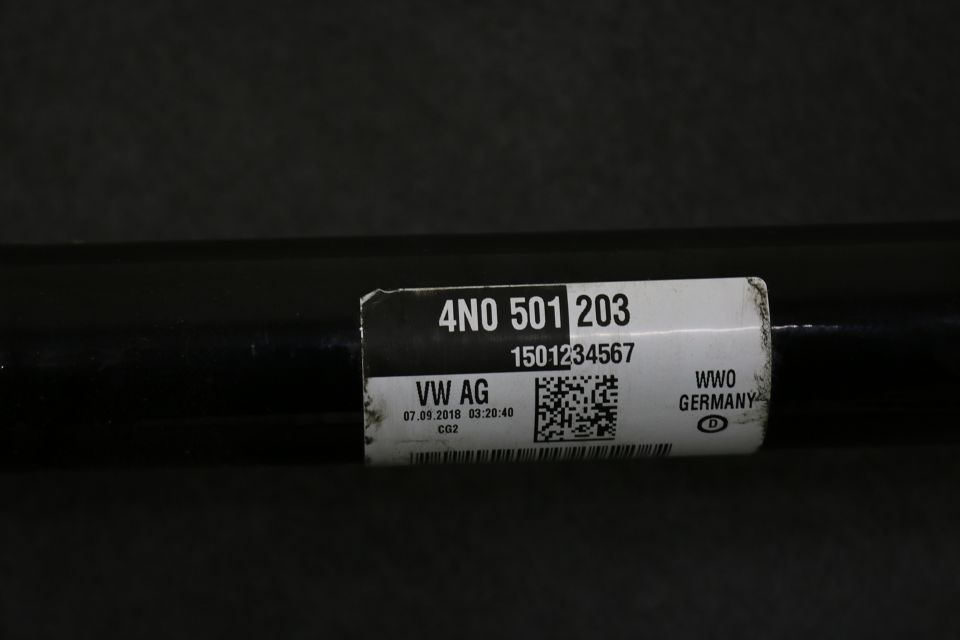 4N0 501 203
1501234567
VW AG
07.09.2018 03:20:40
CG2
WWO
GERMANY
D